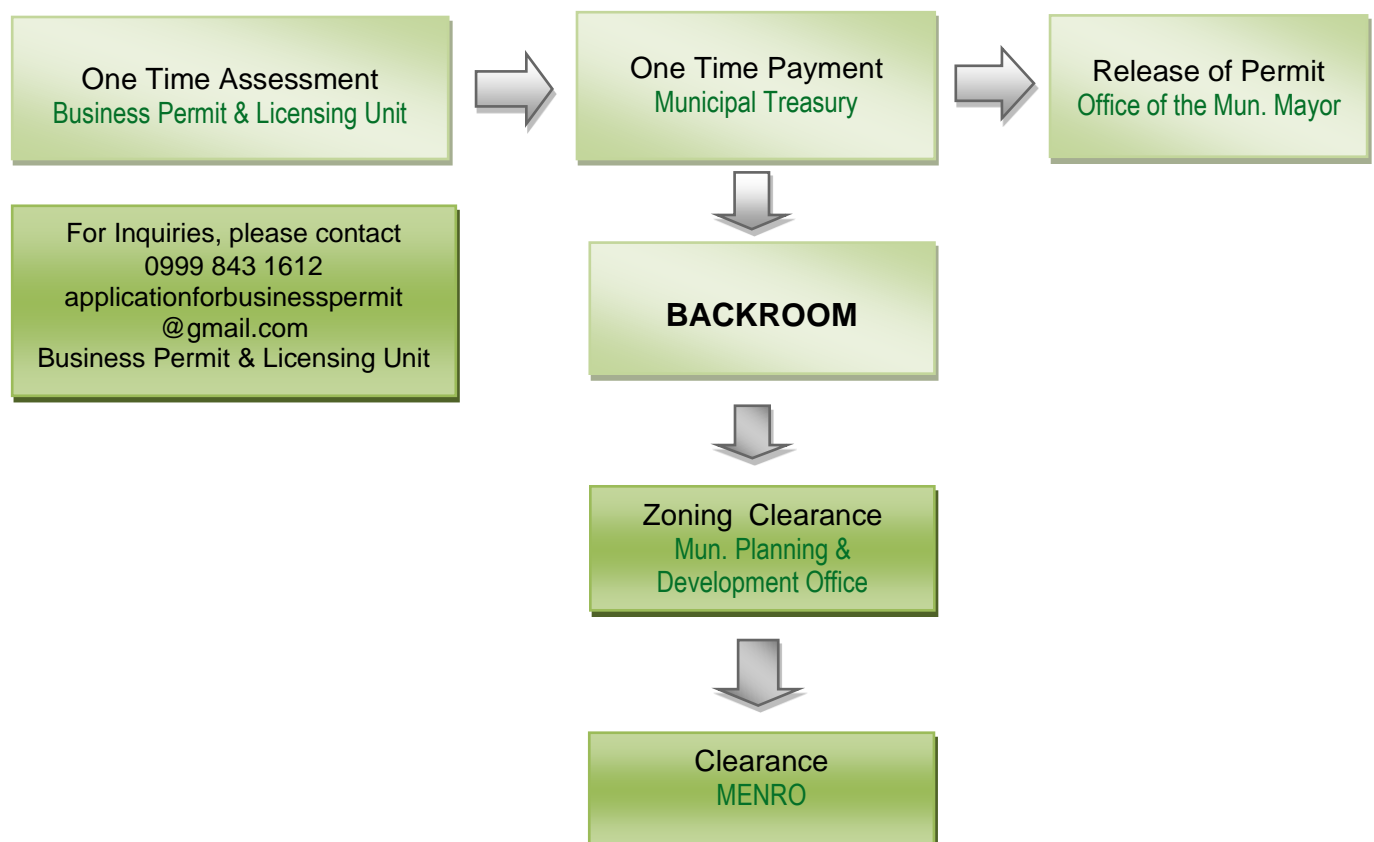 One Time Assessment
Business Permit & Licensing Unit
One Time Payment
Municipal Treasury
Release of Permit
Office of the Mun. Mayor
For Inquiries, please contact
0999 843 1612
applicationforbusinesspermit
@gmail.com
Business Permit & Licensing Unit
BACKROOM
Zoning Clearance
Mun. Planning &
Development Office
Clearance
MENRO